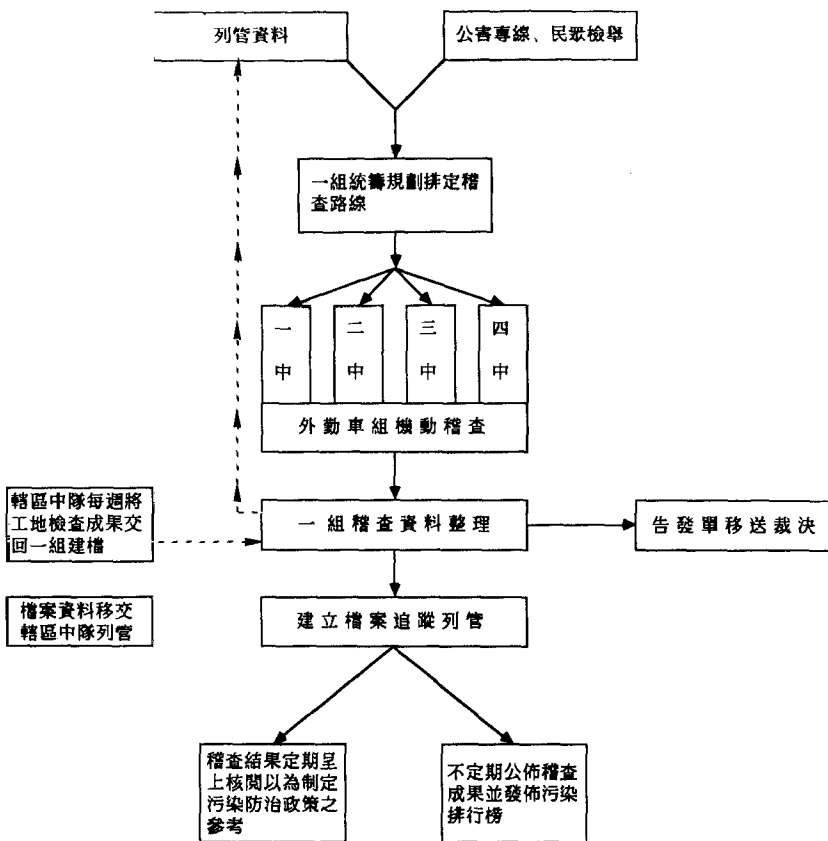 列管資料
公害專線、民眾檢舉
一組統籌規劃排定稽
查路線
一中
二中
三中
四中
外勤車組機動稽查
轄區中隊每週將
工地檢查成果交
回一組建檔
一組稽查資料整理
告發單移送裁決
檔案資料移交
轄區中隊列管
建立檔案追蹤列管
稽查結果定期呈
上核閱以為制定
污染防治政策之
參考
不定期公佈稽查
成果並發佈污染
排行榜